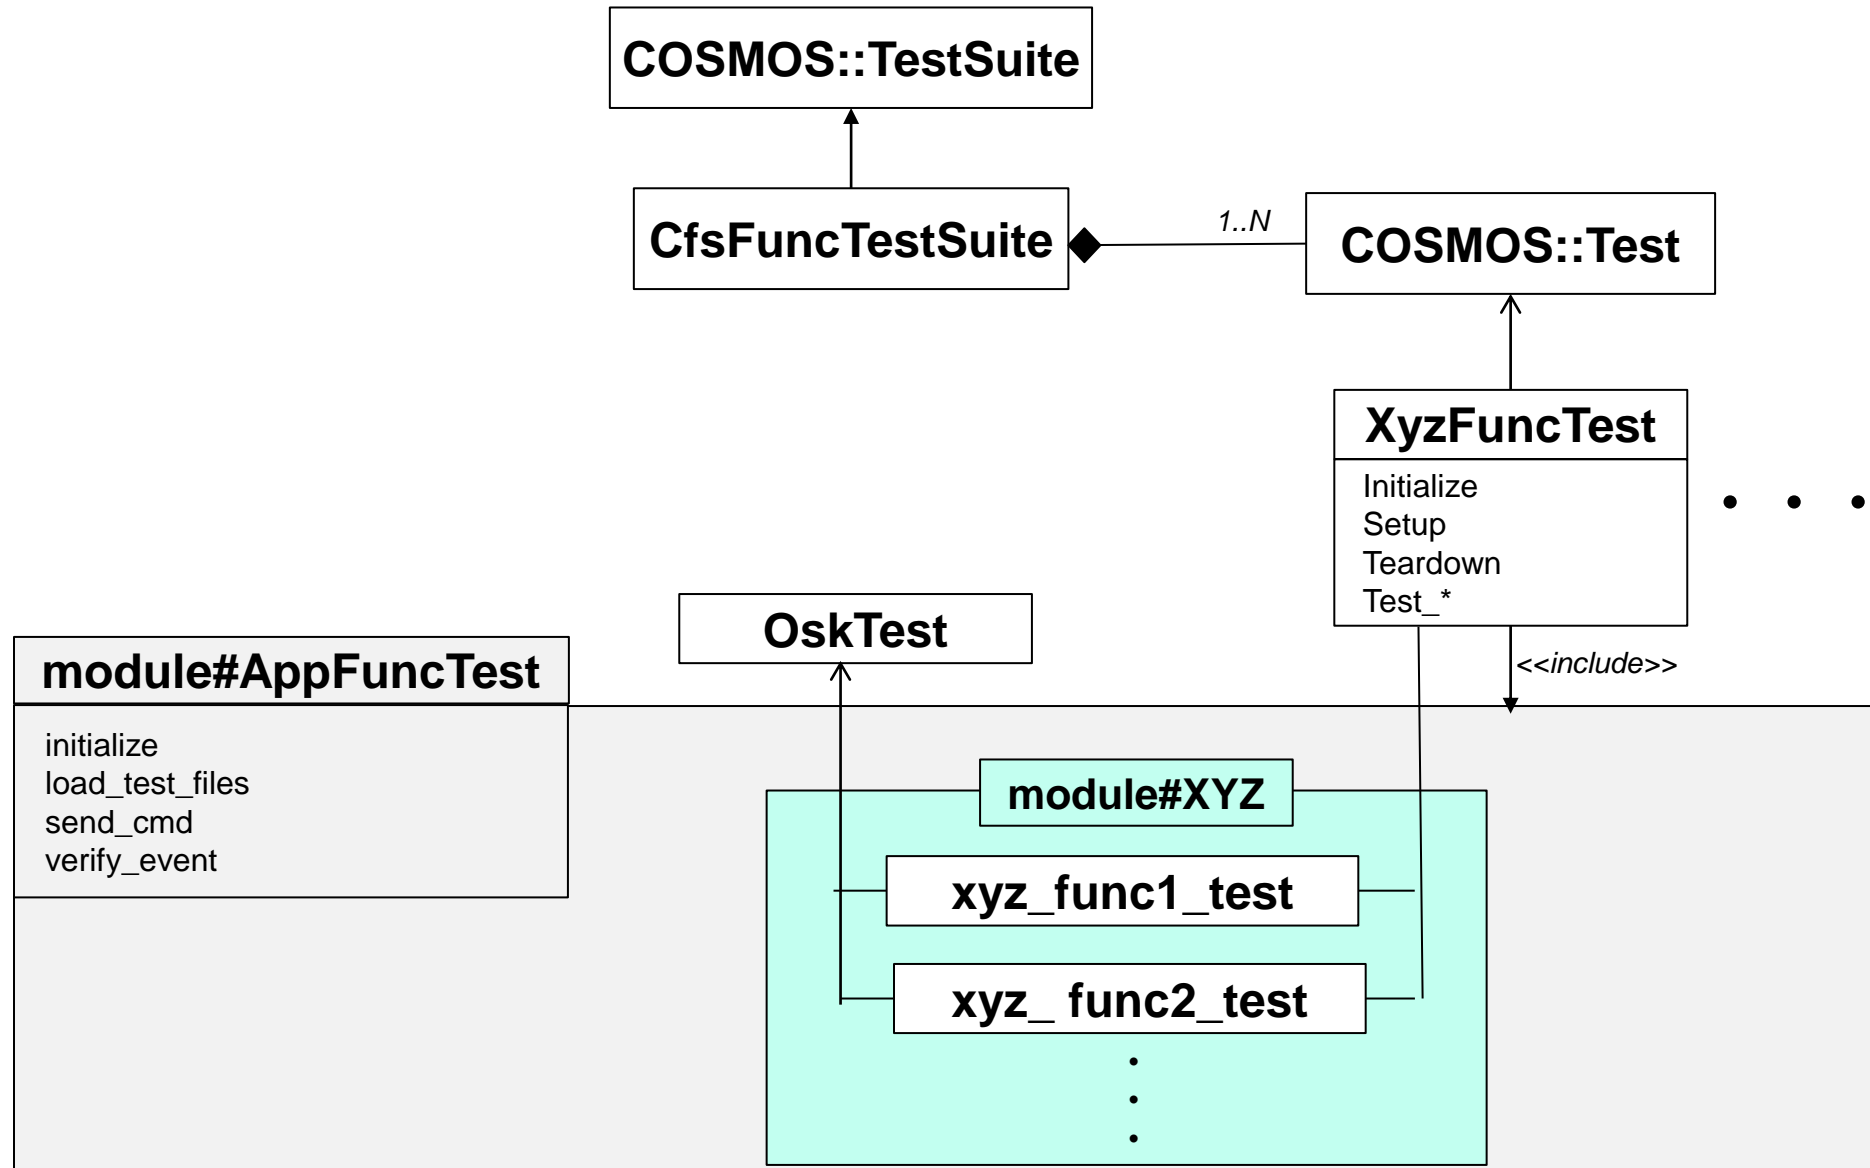 COSMOS::TestSuite
CfsFuncTestSuite
1..N
COSMOS::Test
XyzFuncTest
Initialize
Setup
Teardown
Test_*
<<include>>
OskTest
module#AppFuncTest
initialize
load_test_files
send_cmd
verify_event
module#XYZ
xyz_func1_test
xyz_ func2_test